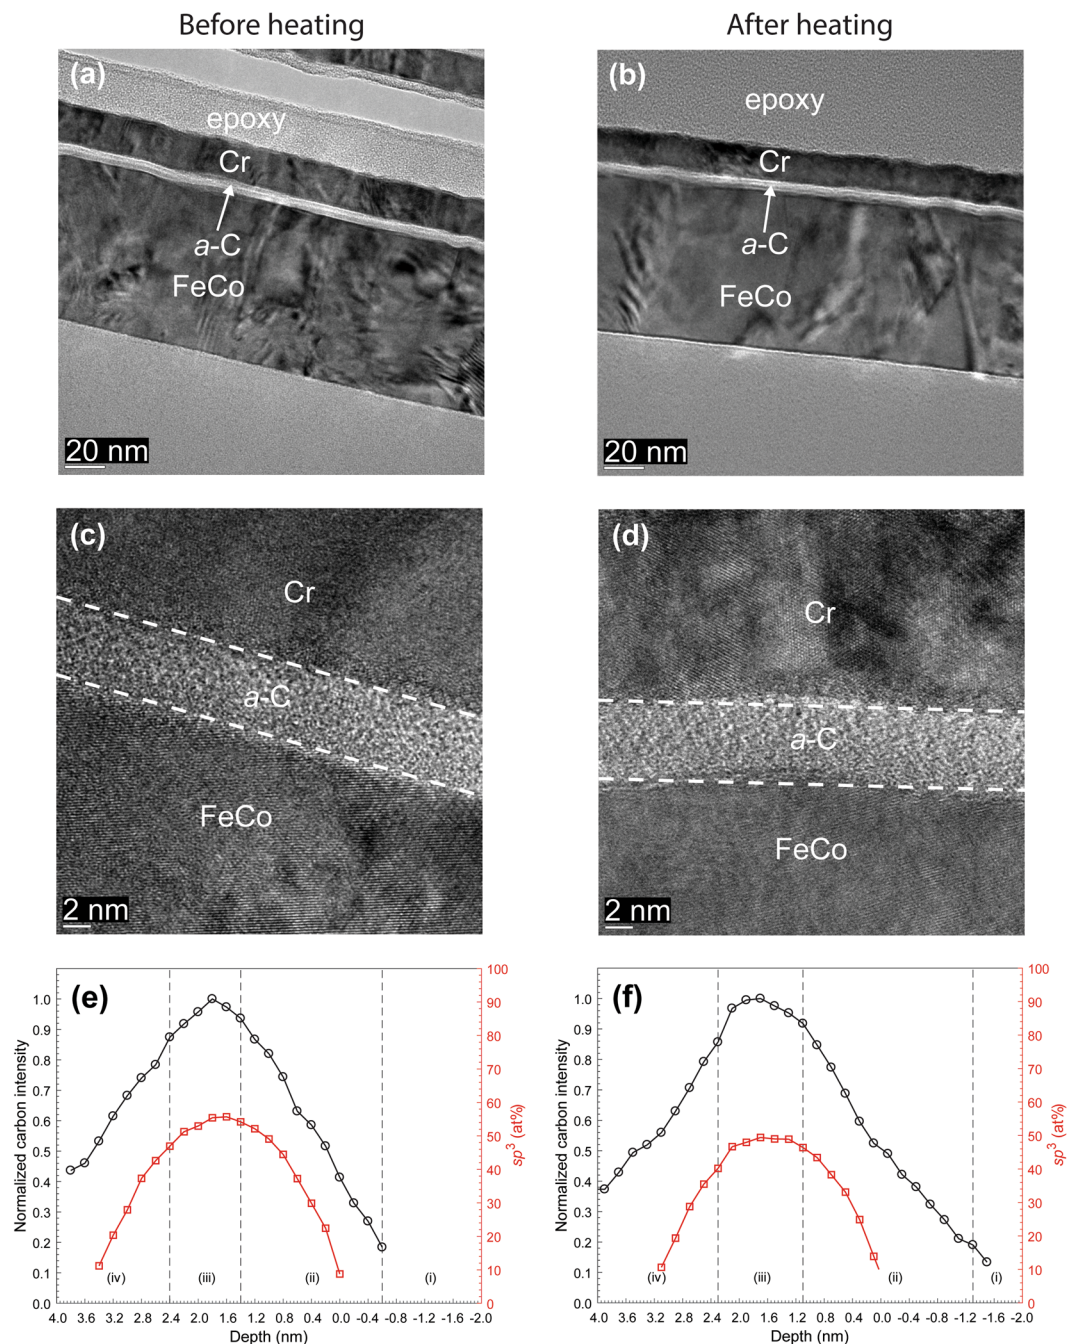 Before heating
After heating
(a)
epoxy
Cr
a-C
FeCo
20 nm
(b)
epoxy
Cr
a-C
FeCo
20 nm
(c)
Cr
a-C
FeCo
2 nm
(d)
Cr
a-C
FeCo
2 nm
(e)
Normalized carbon intensity
1.0
0.9
0.8
0.7
0.6
0.5
0.4
0.3
0.2
0.1
0.0
100
90
80
70
60
50
40
30
20
10
0
sp³ (at%)
(iv)
(iii)
(ii)
(i)
4.0 3.6 3.2 2.8 2.4 2.0 1.6 1.2 0.8 0.4 0.0 -0.4 -0.8 -1.2 -1.6 -2.0
Depth (nm)
(f)
Normalized carbon intensity
1.0
0.9
0.8
0.7
0.6
0.5
0.4
0.3
0.2
0.1
0.0
100
90
80
70
60
50
40
30
20
10
0
sp³ (at%)
(iv)
(iii)
(ii)
(i)
4.0 3.6 3.2 2.8 2.4 2.0 1.6 1.2 0.8 0.4 0.0 -0.4 -0.8 -1.2 -1.6 -2.0
Depth (nm)